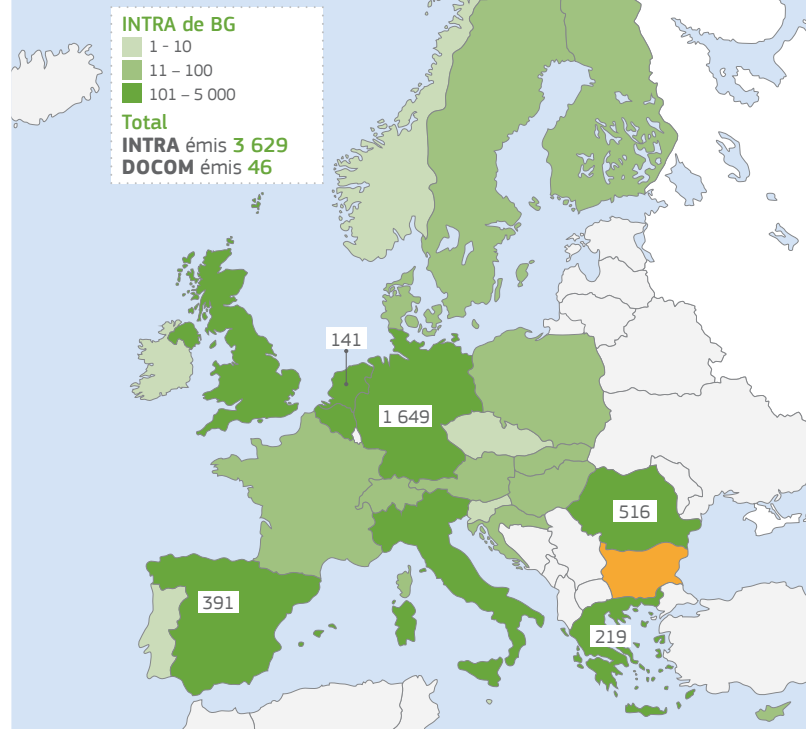 INTRA de BG
1 - 10
11 – 100
101 – 5 000
Total
INTRA émis 3 629
DOCOM émis 46
141
1 649
516
391
219